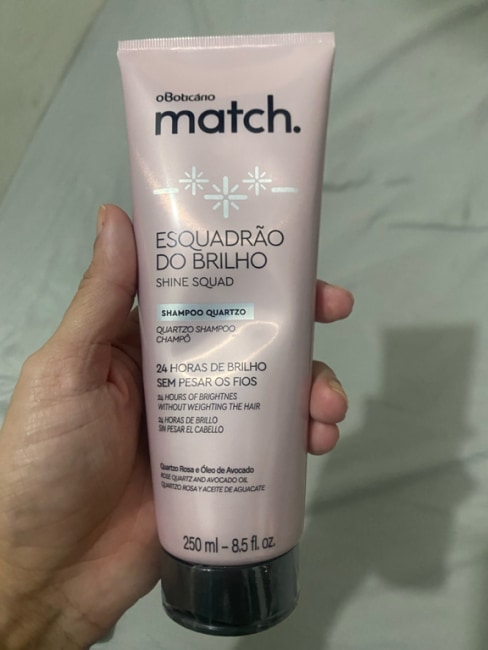 oBoticário
match.
ESQUADRÃO
DO BRILHO
SHINE SQUAD
SHAMPOO QUARTZO
QUARTZO SHAMPOO
CHAMPÔ
24 HORAS DE BRILHO
SEM PESAR OS FIOS
24 HOURS OF BRIGHTNES
WITHOUT WEIGHTING THE HAIR
24 HORAS DE BRILLO
SIN PESAR EL CABELLO
Quartzo Rosa e Óleo de Avocado
ROSE QUARTZ AND AVOCADO OIL
QUARTZO ROSA Y ACEITE DE AGUACATE
250 ml – 8.5 fl. oz.